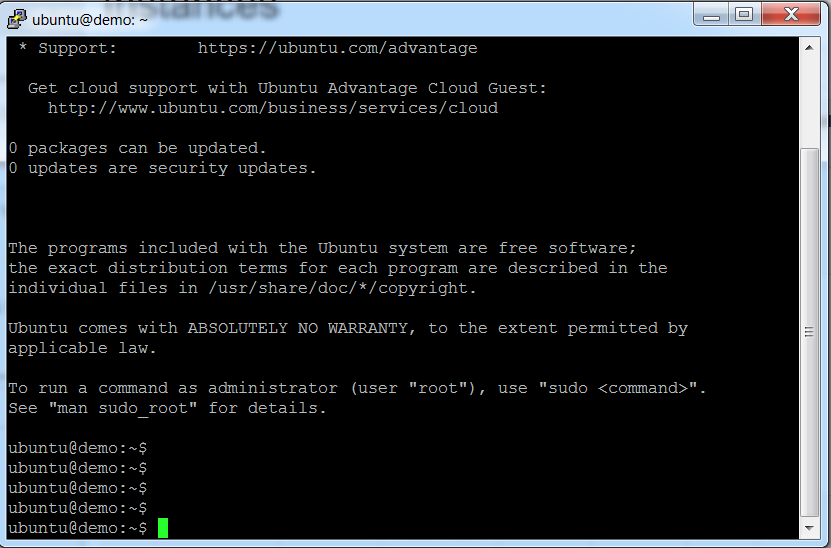 Instances
ubuntu@demo: ~
* Support:        https://ubuntu.com/advantage
Get cloud support with Ubuntu Advantage Cloud Guest:
http://www.ubuntu.com/business/services/cloud
0 packages can be updated.
0 updates are security updates.
The programs included with the Ubuntu system are free software;
the exact distribution terms for each program are described in the
individual files in /usr/share/doc/*/copyright.
Ubuntu comes with ABSOLUTELY NO WARRANTY, to the extent permitted by
applicable law.
To run a command as administrator (user "root"), use "sudo <command>".
See "man sudo_root" for details.
ubuntu@demo:~$
ubuntu@demo:~$
ubuntu@demo:~$
ubuntu@demo:~$
ubuntu@demo:~$